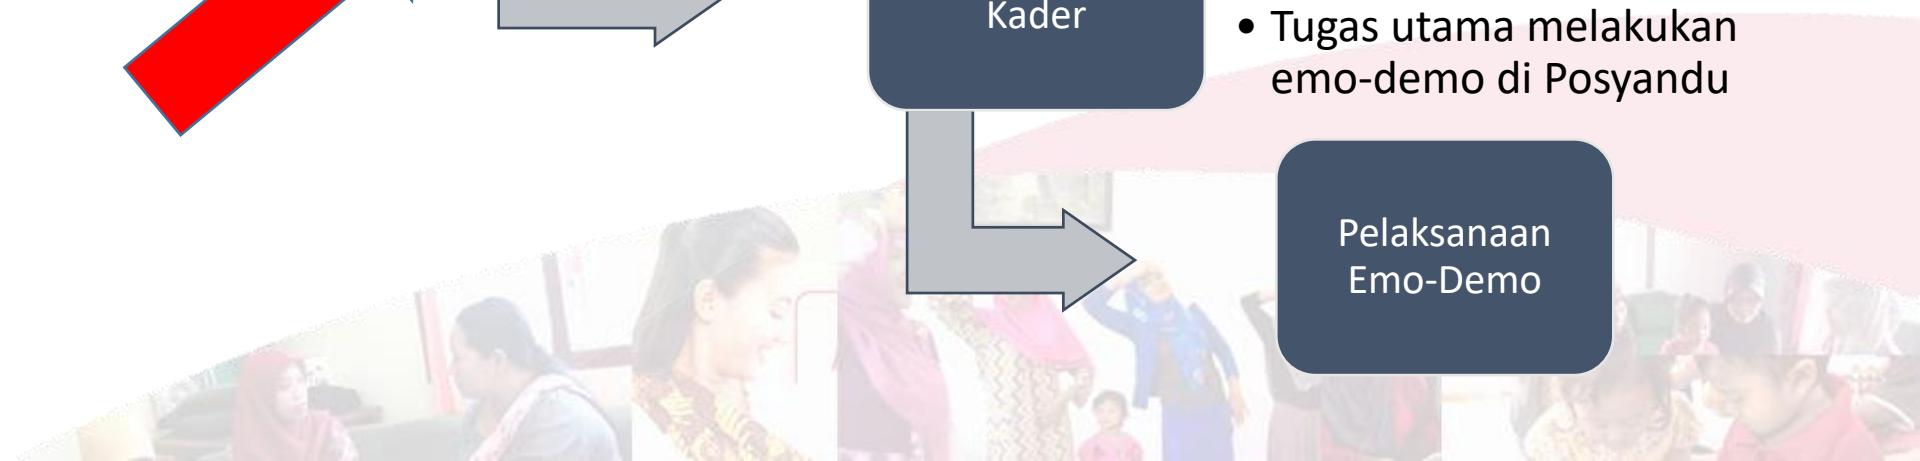 Kader
• Tugas utama melakukan
emo-demo di Posyandu
Pelaksanaan
Emo-Demo